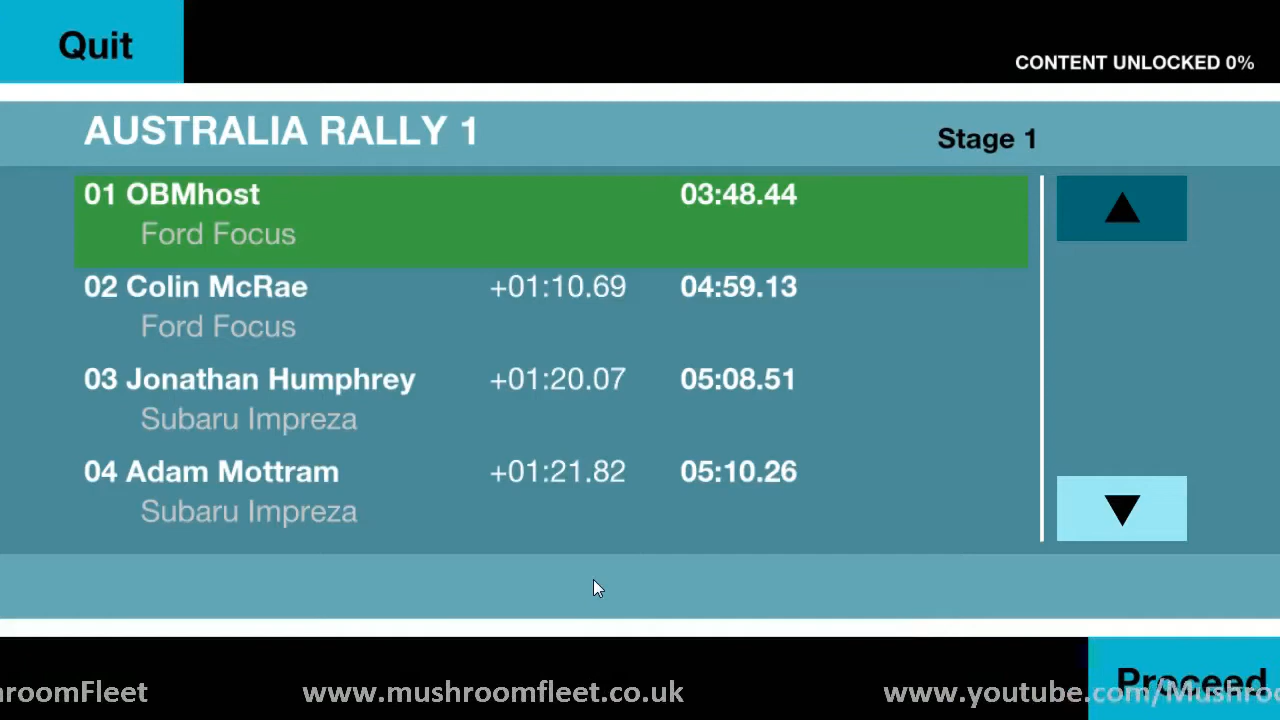 Quit
CONTENT UNLOCKED 0%
AUSTRALIA RALLY 1
Stage 1
01 OBMhost 03:48.44
Ford Focus
02 Colin McRae +01:10.69 04:59.13
Ford Focus
03 Jonathan Humphrey +01:20.07 05:08.51
Subaru Impreza
04 Adam Mottram +01:21.82 05:10.26
Subaru Impreza
Proceed
hroomFleet www.mushroomfleet.co.uk www.youtube.com/Mushroo